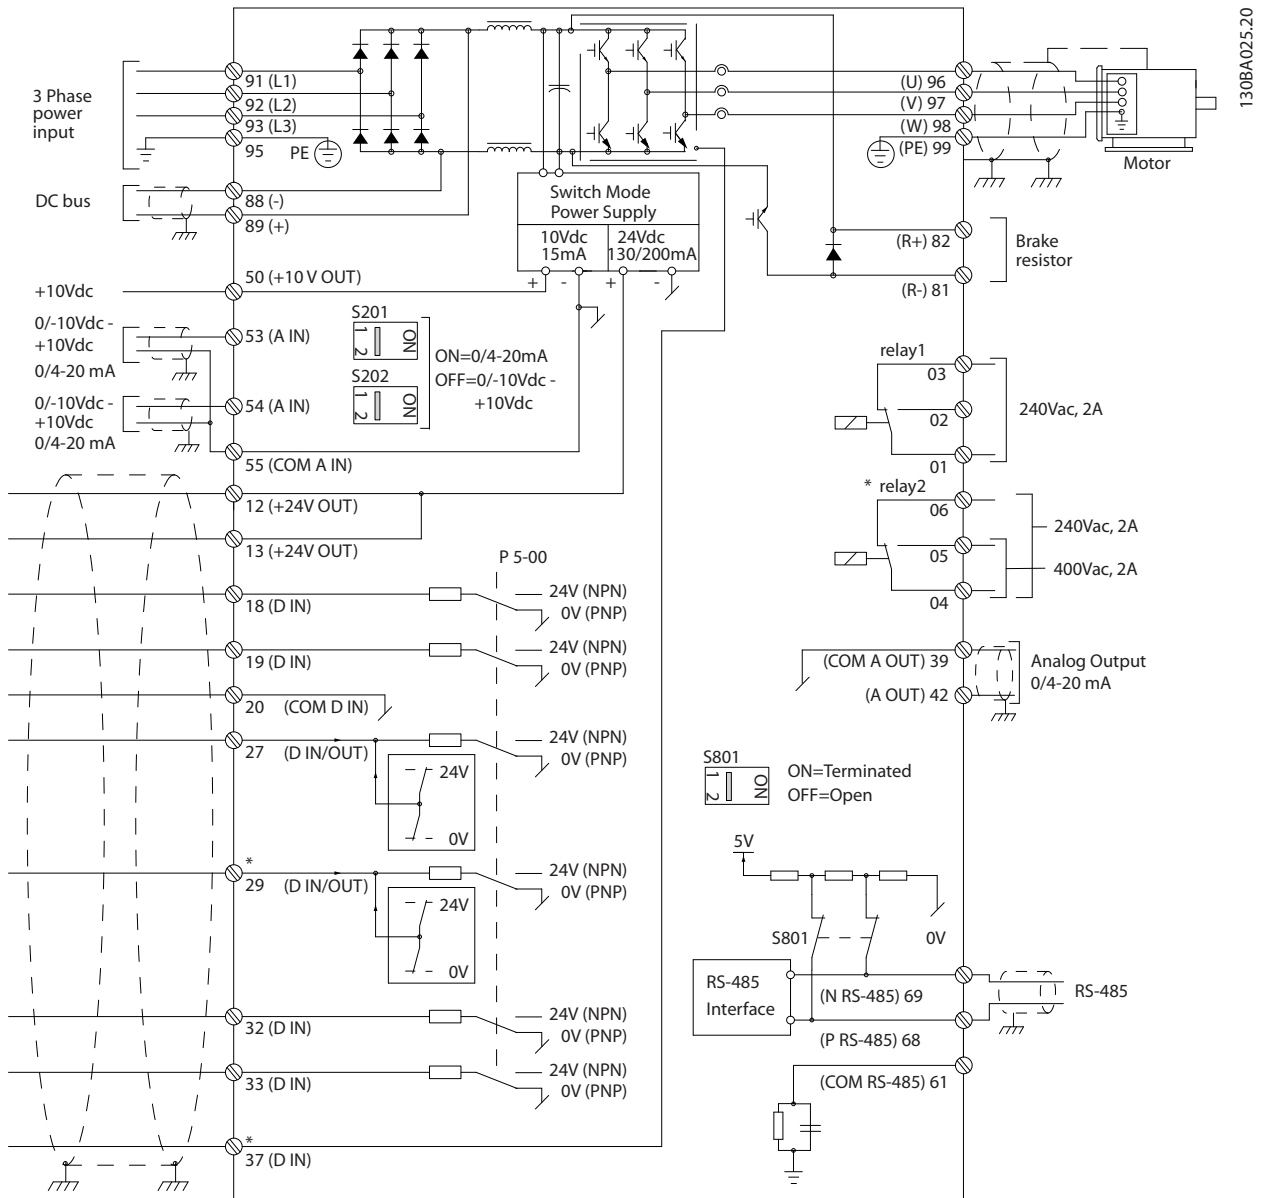 130BA025.20
3 Phase
power
input
91 (L1)
92 (L2)
93 (L3)
95
PE
DC bus
88 (-)
89 (+)
+10Vdc
50 (+10 V OUT)
0/-10Vdc -
+10Vdc
0/4-20 mA
53 (A IN)
0/-10Vdc -
+10Vdc
0/4-20 mA
54 (A IN)
55 (COM A IN)
12 (+24V OUT)
13 (+24V OUT)
18 (D IN)
19 (D IN)
20 (COM D IN)
27 (D IN/OUT)
24V
0V
*
29 (D IN/OUT)
24V
0V
32 (D IN)
33 (D IN)
*
37 (D IN)
S201
1 2 ON
S202
1 2 ON
ON=0/4-20mA
OFF=0/-10Vdc -
+10Vdc
P 5-00
24V (NPN)
0V (PNP)
24V (NPN)
0V (PNP)
24V (NPN)
0V (PNP)
24V (NPN)
0V (PNP)
24V (NPN)
0V (PNP)
24V (NPN)
0V (PNP)
Switch Mode
Power Supply
10Vdc
15mA
24Vdc
130/200mA
+ - + -
(U) 96
(V) 97
(W) 98
(PE) 99
Motor
(R+) 82
(R-) 81
Brake
resistor
relay1
03
02
01
240Vac, 2A
* relay2
06
05
04
240Vac, 2A
400Vac, 2A
(COM A OUT) 39
(A OUT) 42
Analog Output
0/4-20 mA
S801
1 2 ON
ON=Terminated
OFF=Open
5V
S801
0V
RS-485
Interface
(N RS-485) 69
(P RS-485) 68
(COM RS-485) 61
RS-485